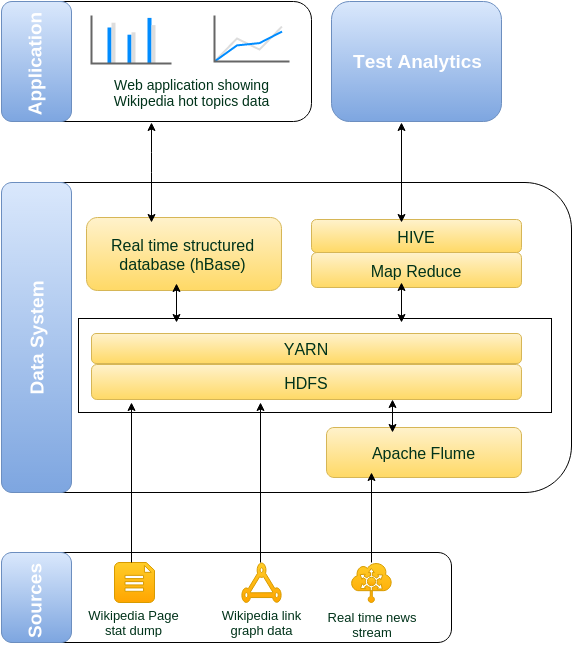 Application
Web application showing
Wikipedia hot topics data
Test Analytics
Data System
Real time structured
database (hBase)
HIVE
Map Reduce
YARN
HDFS
Apache Flume
Sources
Wikipedia Page
stat dump
Wikipedia link
graph data
Real time news
stream